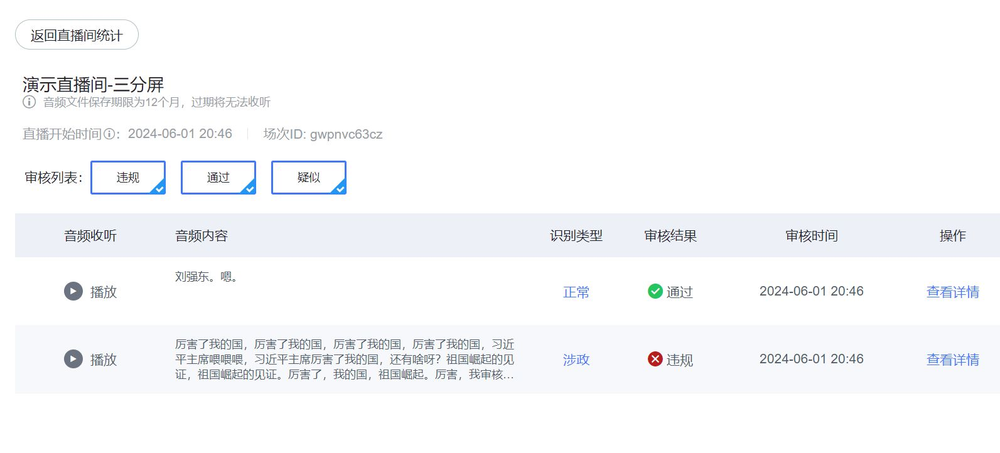 返回直播间统计
演示直播间-三分屏
音频文件保存期限为12个月，过期将无法收听
直播开始时间：2024-06-01 20:46 场次ID: gwpnvc63cz
审核列表： 违规 通过 疑似
音频收听 音频内容 识别类型 审核结果 审核时间 操作
刘强东。嗯。
播放 正常 通过 2024-06-01 20:46 查看详情
厉害了我的国，厉害了我的国，厉害了我的国，厉害了我的国，习近
平主席喂喂喂，习近平主席厉害了我的国，还有啥呀？祖国崛起的见
证，祖国崛起的见证。厉害了，我的国，祖国崛起。厉害，我审核...
播放 涉政 违规 2024-06-01 20:46 查看详情